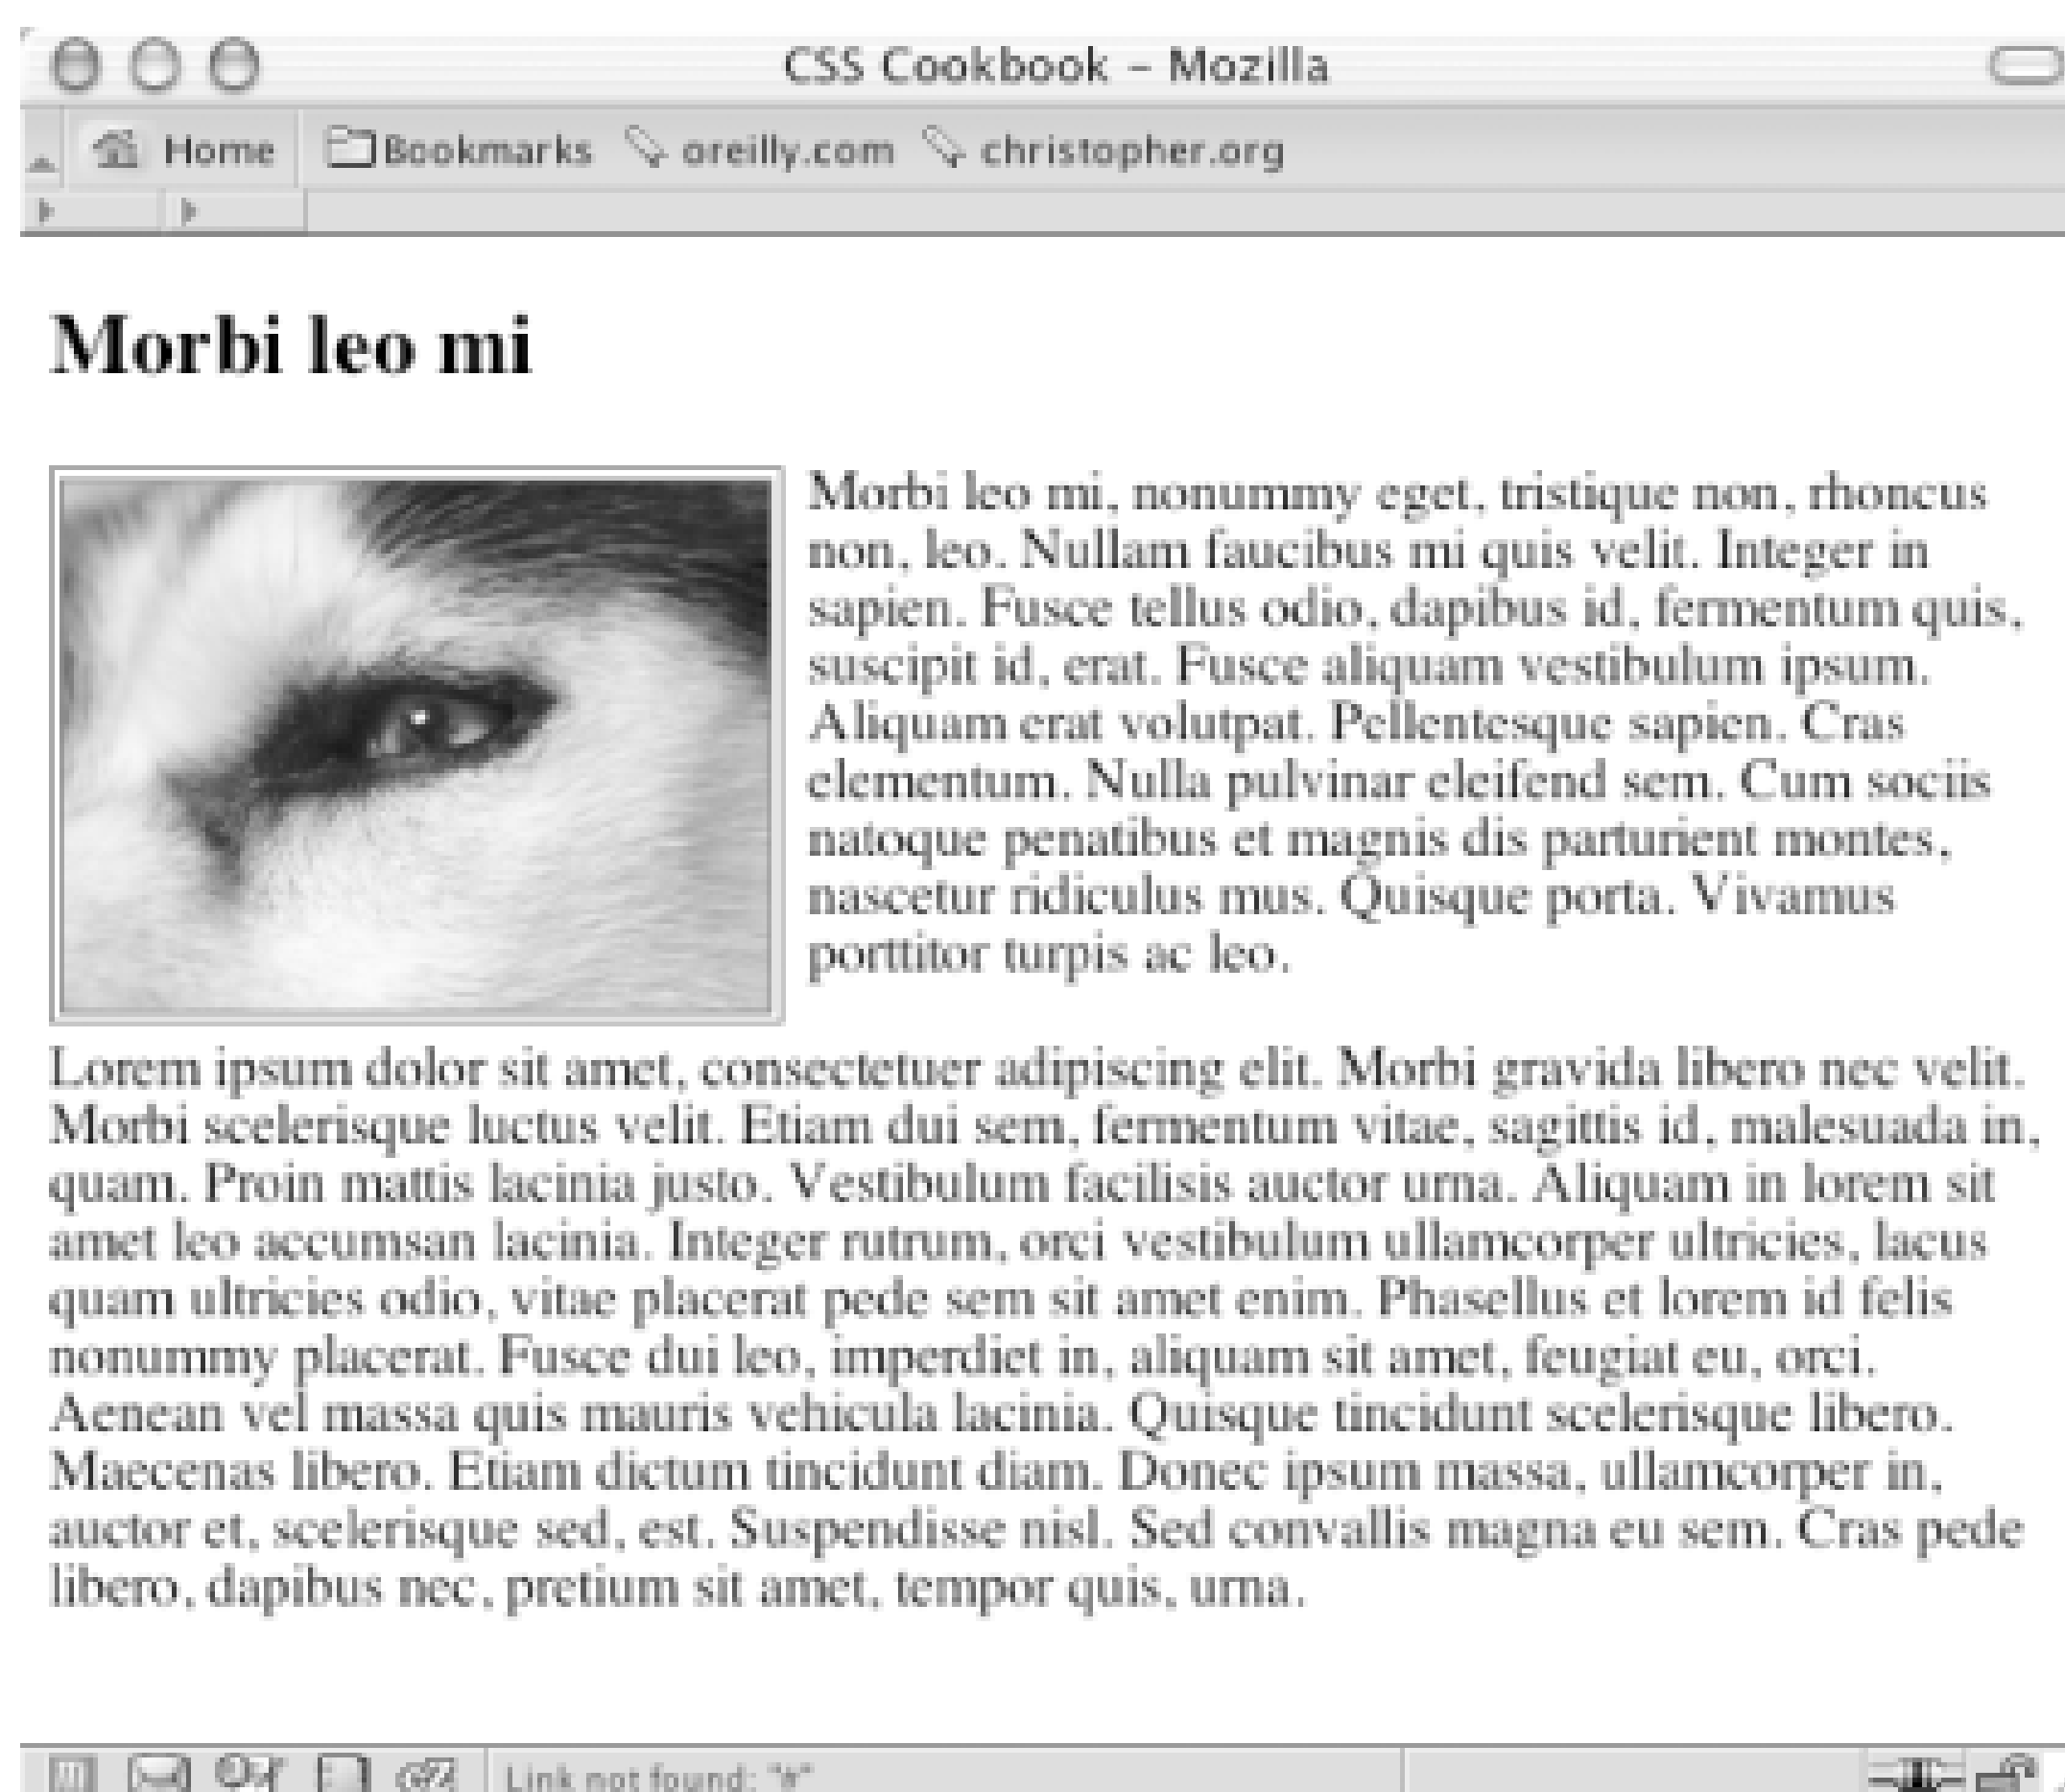 CSS Cookbook – Mozilla
Home Bookmarks oreilly.com christopher.org
Morbi leo mi
Morbi leo mi, nonummy eget, tristique non, rhoncus
non, leo. Nullam faucibus mi quis velit. Integer in
sapien. Fusce tellus odio, dapibus id, fermentum quis,
suscipit id, erat. Fusce aliquam vestibulum ipsum.
Aliquam erat volutpat. Pellentesque sapien. Cras
elementum. Nulla pulvinar eleifend sem. Cum sociis
natoque penatibus et magnis dis parturient montes,
nascetur ridiculus mus. Quisque porta. Vivamus
porttitor turpis ac leo.
Lorem ipsum dolor sit amet, consectetuer adipiscing elit. Morbi gravida libero nec velit.
Morbi scelerisque luctus velit. Etiam dui sem, fermentum vitae, sagittis id, malesuada in,
quam. Proin mattis lacinia justo. Vestibulum facilisis auctor urna. Aliquam in lorem sit
amet leo accumsan lacinia. Integer rutrum, orci vestibulum ullamcorper ultricies, lacus
quam ultricies odio, vitae placerat pede sem sit amet enim. Phasellus et lorem id felis
nonummy placerat. Fusce dui leo, imperdiet in, aliquam sit amet, feugiat eu, orci.
Aenean vel massa quis mauris vehicula lacinia. Quisque tincidunt scelerisque libero.
Maecenas libero. Etiam dictum tincidunt diam. Donec ipsum massa, ullamcorper in,
auctor et, scelerisque sed, est. Suspendisse nisl. Sed convallis magna eu sem. Cras pede
libero, dapibus nec, pretium sit amet, tempor quis, urna.
Link not found: